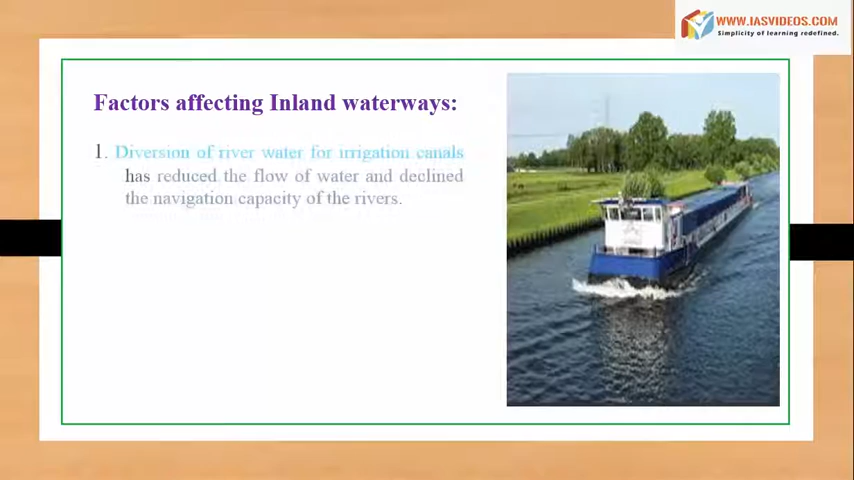 WWW.IASVIDEOS.COM
Simplicity of learning redefined.
Factors affecting Inland waterways:
1. Diversion of river water for irrigation canals
has reduced the flow of water and declined
the navigation capacity of the rivers.